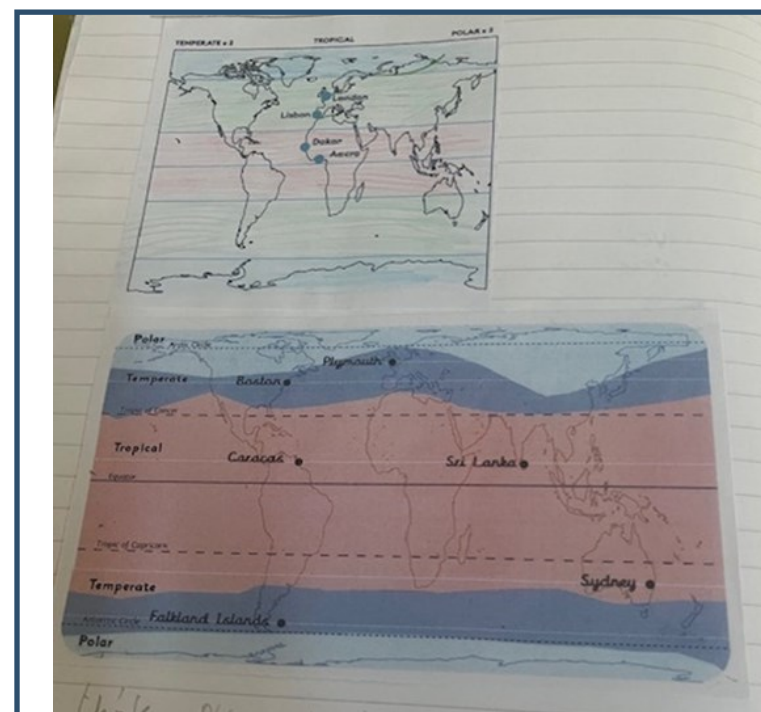 TEMPERATE x 2 TROPICAL POLAR x 2
London
Lisbon
Dakar
Accra
Polar
Arctic Circle
Plymouth
Temperate
Boston
Tropic of Cancer
Tropical
Caracas
Sri Lanka
Equator
Tropic of Capricorn
Temperate
Sydney
Antarctic Circle
Falkland Islands
Polar
think